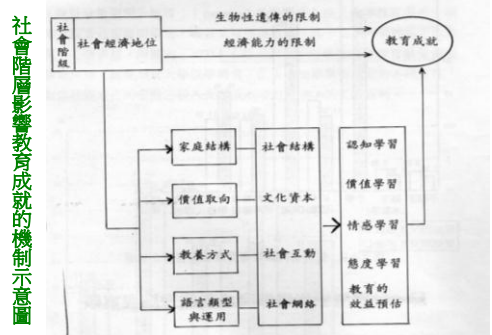 社會階層影響教育成就的機制示意圖
社會階級
社會經濟地位
生物性遺傳的限制
經濟能力的限制
教育成就
家庭結構
社會結構
認知學習
價值取向
文化資本
價值學習
教養方式
社會互動
情感學習
語言類型
與運用
社會網絡
態度學習
教育的
效益預估